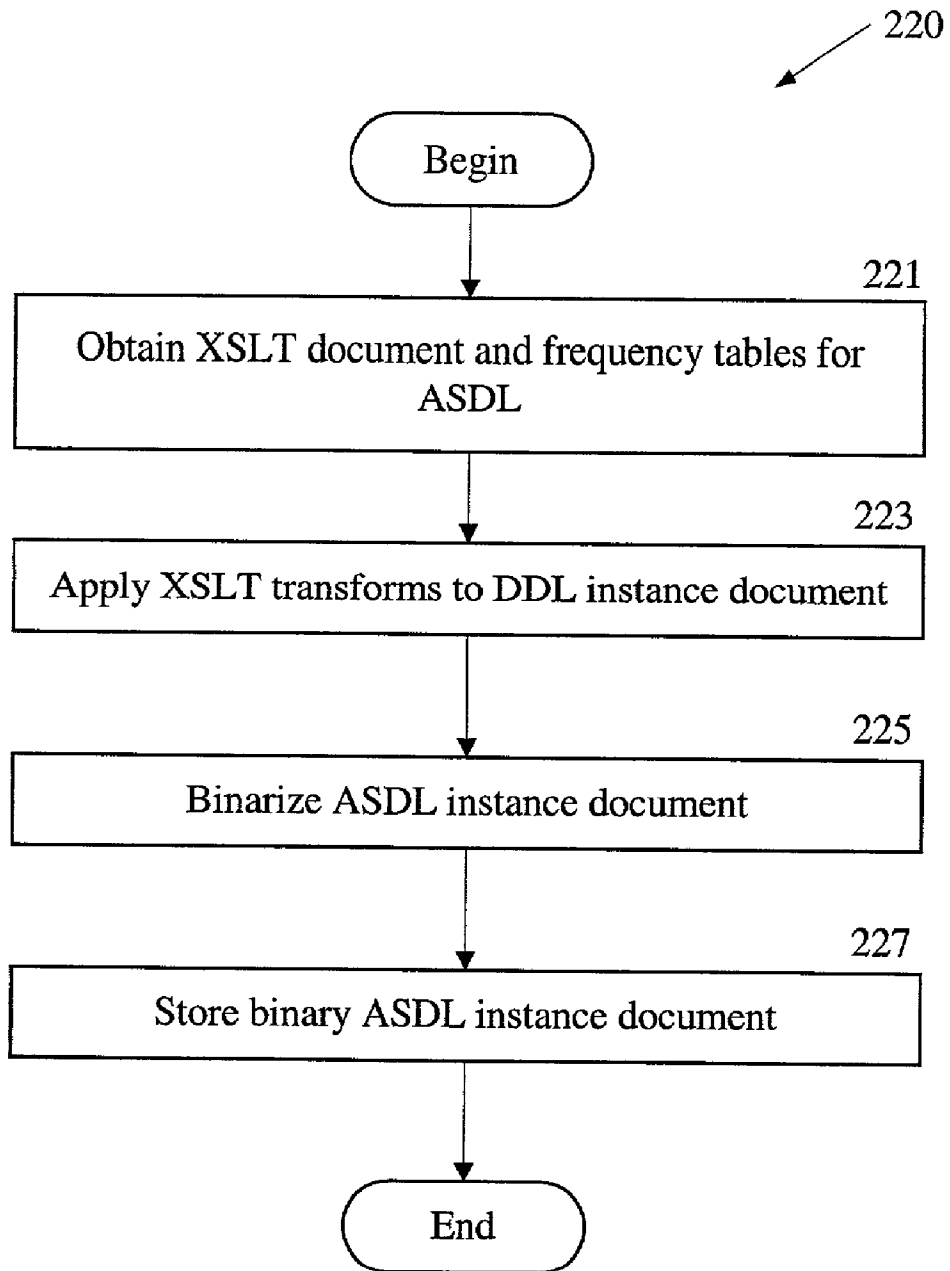 220
Begin
221
Obtain XSLT document and frequency tables for
ASDL
223
Apply XSLT transforms to DDL instance document
225
Binarize ASDL instance document
227
Store binary ASDL instance document
End